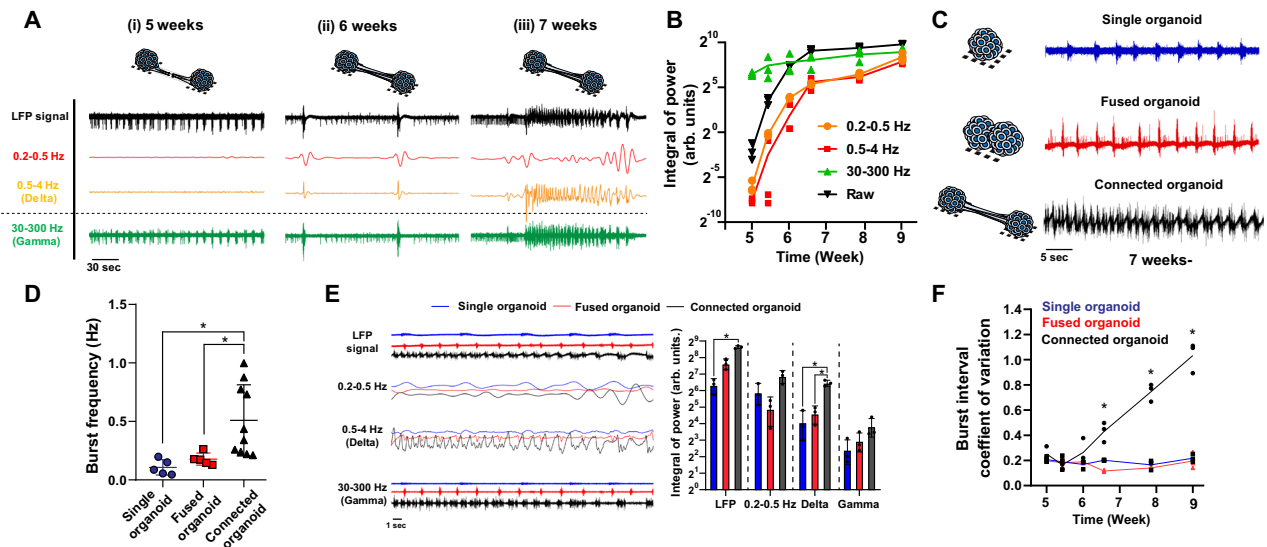 A
(i) 5 weeks
(ii) 6 weeks
(iii) 7 weeks
LFP signal
0.2-0.5 Hz
0.5-4 Hz
(Delta)
30-300 Hz
(Gamma)
30 sec
B
Integral of power
(arb. units)
2^10
2^5
2^0
2^-5
2^-10
0.2-0.5 Hz
0.5-4 Hz
30-300 Hz
Raw
5 6 7 8 9
Time (Week)
C
Single organoid
Fused organoid
Connected organoid
5 sec
7 weeks-
D
Burst frequency (Hz)
1.5
1.0
0.5
0.0
*
*
Single
organoid
Fused
organoid
Connected
organoid
E
Single organoid
Fused organoid
Connected organoid
LFP
signal
0.2-0.5 Hz
0.5-4 Hz
(Delta)
30-300 Hz
(Gamma)
1 sec
Integral of power (arb. units.)
2^9
2^8
2^7
2^6
2^5
2^4
2^3
2^2
2^1
2^0
*
*
*
LFP
0.2-0.5 Hz
Delta
Gamma
F
Single organoid
Fused organoid
Connected organoid
Burst interval
coeffient of variation
1.4
1.2
1.0
0.8
0.6
0.4
0.2
0.0
*
*
*
5 6 7 8 9
Time (Week)